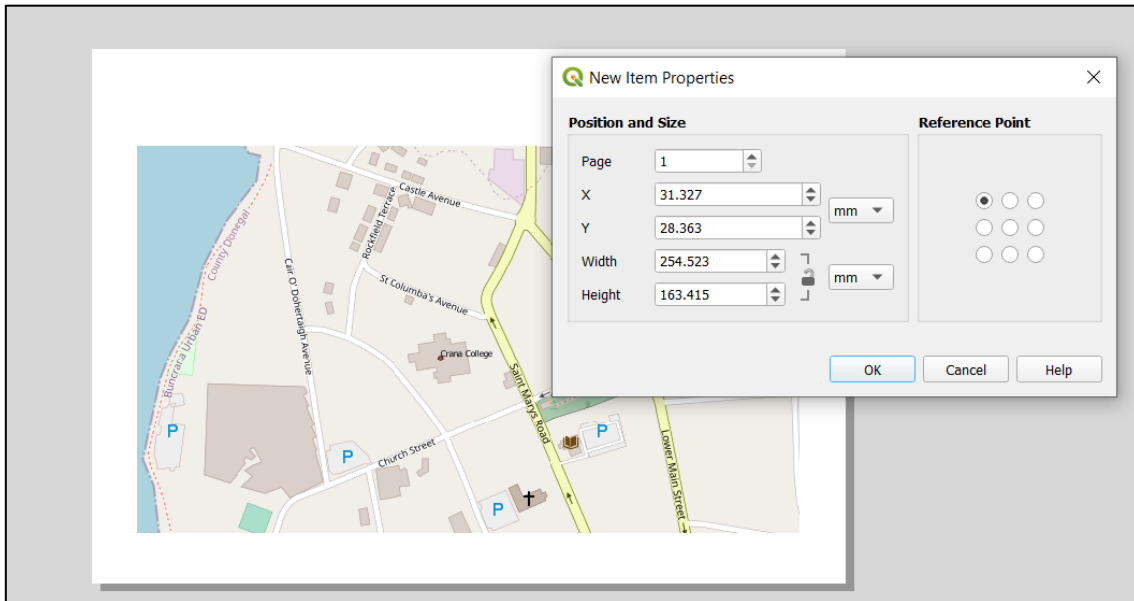 New Item Properties
Position and Size
Reference Point
Page 1
X 31.327
mm
Y 28.363
Width 254.523
mm
Height 163.415
OK Cancel Help
County Donegal
Buncrana Urban ED
Castle Avenue
Rockfield Terrace
Cair O' Dohertaigh Avenue
St Columba's Avenue
Crana College
Saint Marys Road
Church Street
Lower Main Street
P
P
P
P